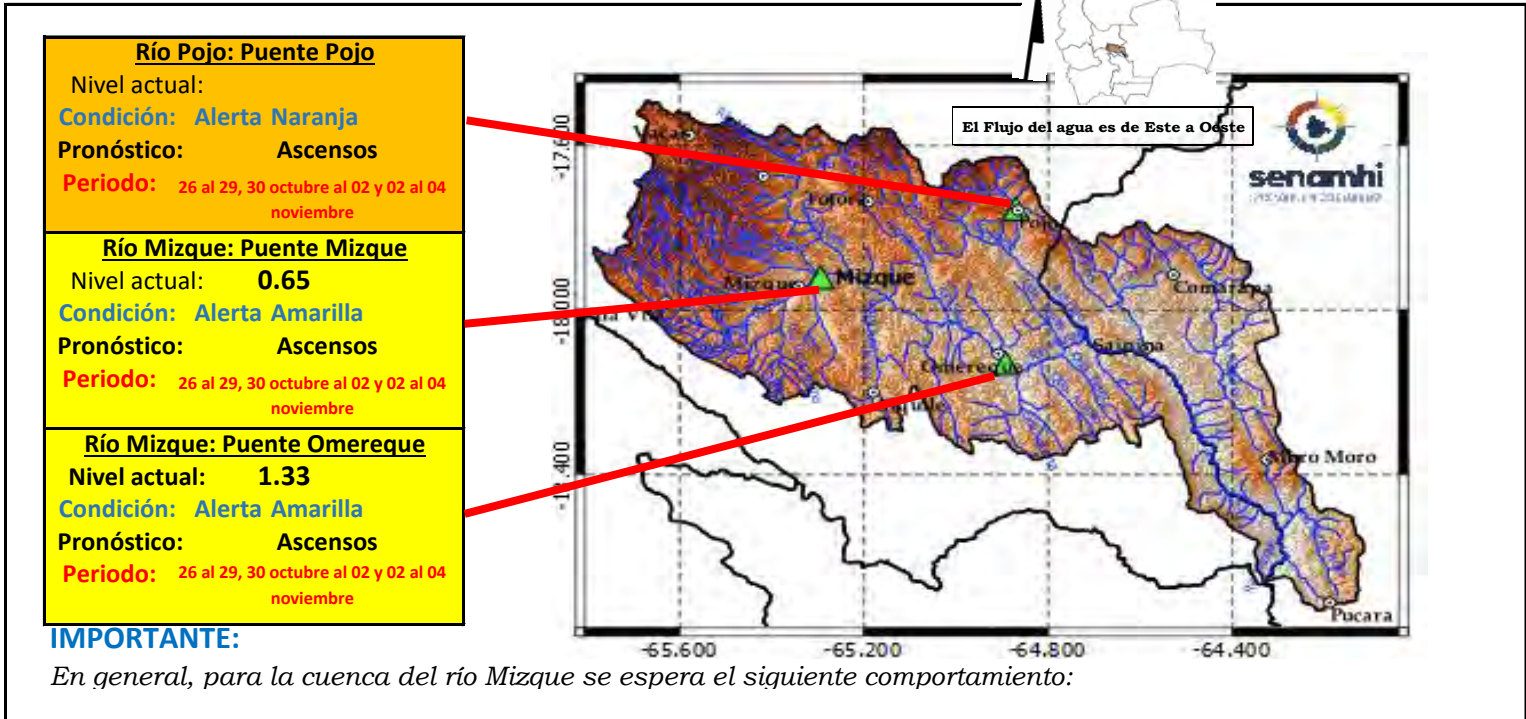 Río Pojo: Puente Pojo
Nivel actual:
Condición: Alerta Naranja
Pronóstico: Ascensos
Periodo: 26 al 29, 30 octubre al 02 y 02 al 04
noviembre
Río Mizque: Puente Mizque
Nivel actual: 0.65
Condición: Alerta Amarilla
Pronóstico: Ascensos
Periodo: 26 al 29, 30 octubre al 02 y 02 al 04
noviembre
Río Mizque: Puente Omereque
Nivel actual: 1.33
Condición: Alerta Amarilla
Pronóstico: Ascensos
Periodo: 26 al 29, 30 octubre al 02 y 02 al 04
noviembre
El Flujo del agua es de Este a Oeste
senamhi
Totora
Pojo
Mizque
Mizque
Comarapa
Saipina
Omereque
Moro
Pucara
-65.600
-65.200
-64.800
-64.400
IMPORTANTE:
En general, para la cuenca del río Mizque se espera el siguiente comportamiento: